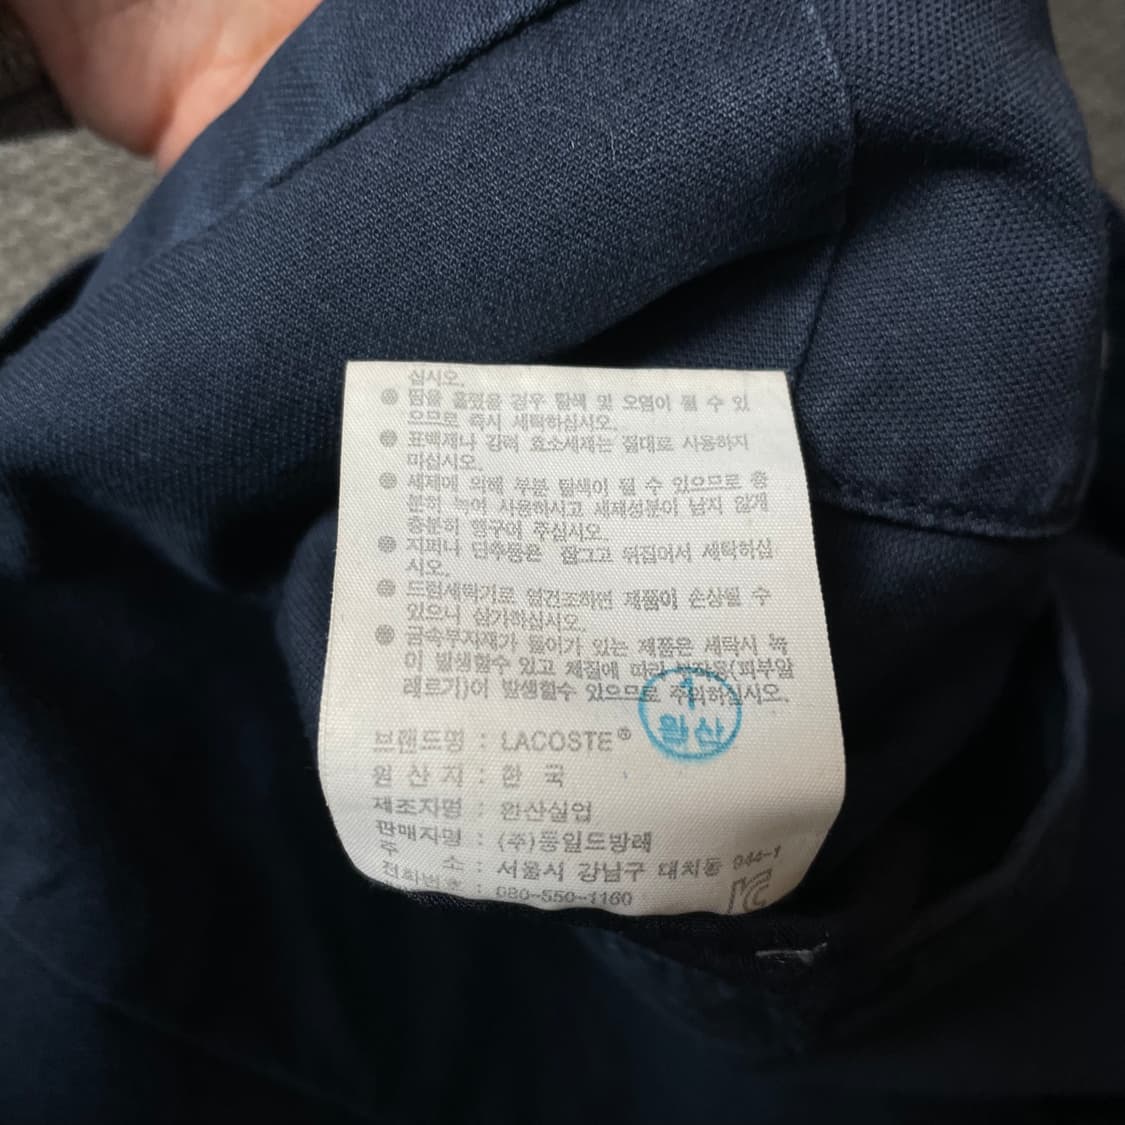 십시오.
땀을 흘렸을 경우 탈색 및 오염이 될 수 있
으므로 즉시 세탁하십시오.
표백제나 강력 효소세제는 절대로 사용하지
마십시오.
세제에 의해 부분 탈색이 될 수 있으므로 충
분히 녹여 사용하시고 세제성분이 남지 않게
충분히 헹구어 주십시오.
지퍼나 단추등은 잠그고 뒤집어서 세탁하십
시오.
드럼세탁기로 열건조하면 제품이 손상될 수
있으니 삼가하십시오.
금속부자재가 들어가 있는 제품은 세탁시 녹
이 발생할수 있고 체질에 따라 부작용(피부알
레르기)이 발생할수 있으므로 주의하십시오.
1
완산
브랜드명 : LACOSTE®
원 산 지 : 한 국
제조자명 : 완산실업
판매자명 : (주)동일드방레
주 소 : 서울시 강남구 대치동 944-1
전화번호 : 080-550-1160